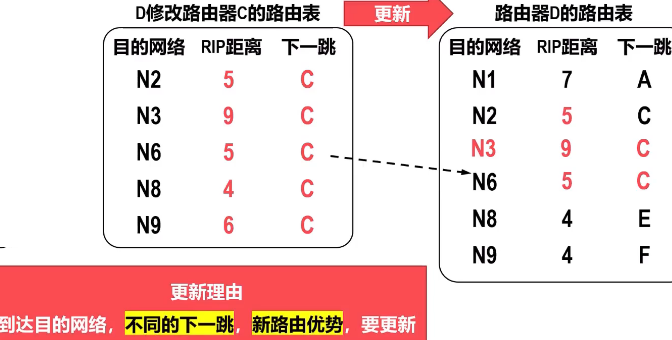 D修改路由器C的路由表
更新
路由器D的路由表
目的网络 RIP距离 下一跳
N2 5 C
N3 9 C
N6 5 C
N8 4 C
N9 6 C
目的网络 RIP距离 下一跳
N1 7 A
N2 5 C
N3 9 C
N6 5 C
N8 4 E
N9 4 F
更新理由
到达目的网络，不同的下一跳，新路由优势，要更新